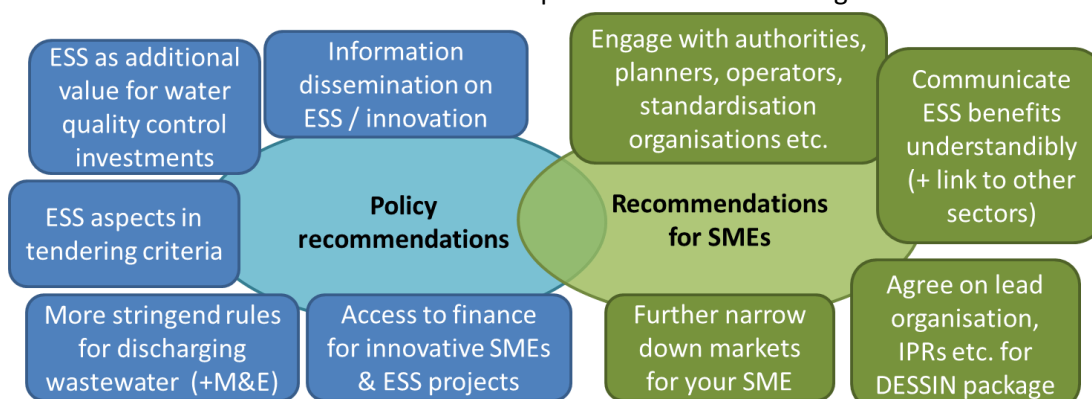 ESS as additional
value for water
quality control
investments
Information
dissemination on
ESS / innovation
Engage with authorities,
planners, operators,
standardisation
organisations etc.
Communicate
ESS benefits
understandibly
(+ link to other
sectors)
ESS aspects in
tendering criteria
Policy
recommendations
Recommendations
for SMEs
More stringend rules
for discharging
wastewater (+M&E)
Access to finance
for innovative SMEs
& ESS projects
Further narrow
down markets
for your SME
Agree on lead
organisation,
IPRs etc. for
DESSIN package